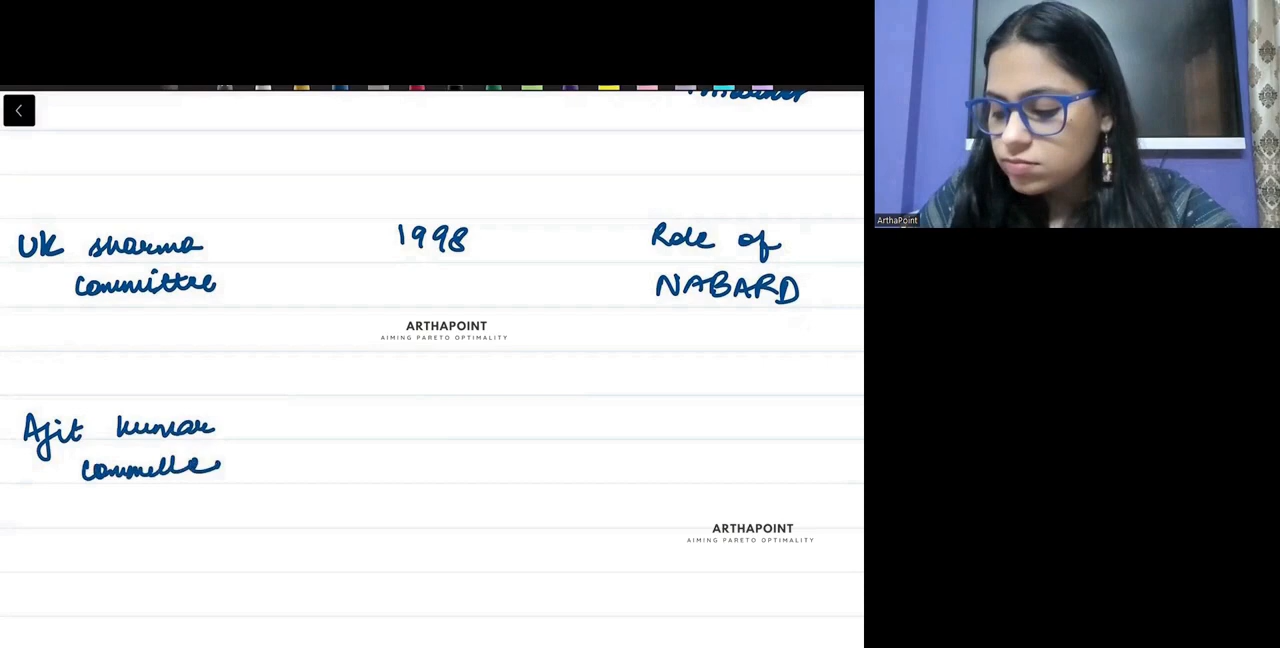 UK sharma 1998 Role of
committee NABARD
ARTHAPOINT
AIMING PARETO OPTIMALITY
Ajit kumar
committee
ARTHAPOINT
AIMING PARETO OPTIMALITY
ArthaPoint